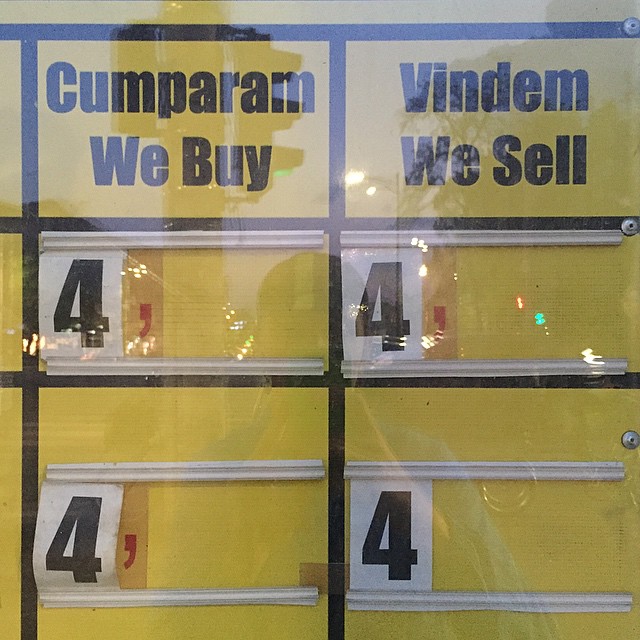 Cumparam
We Buy
Vindem
We Sell
4,
4,
4,
4